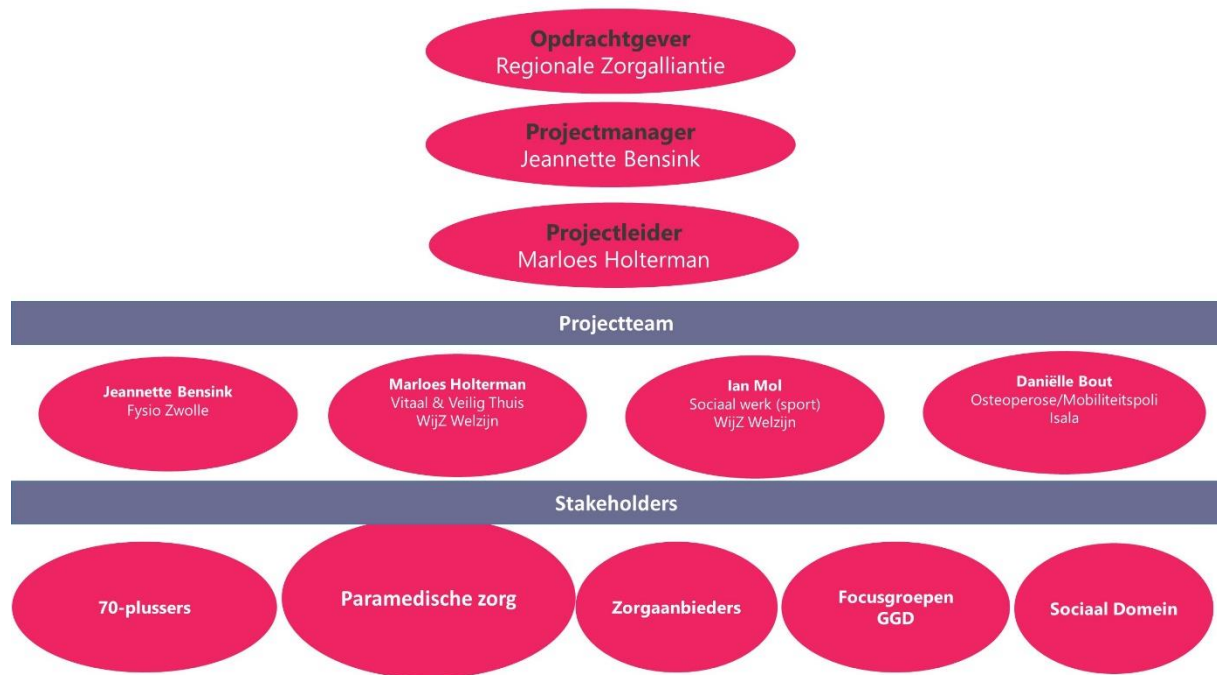 Opdrachtgever
Regionale Zorgalliantie
Projectmanager
Jeannette Bensink
Projectleider
Marloes Holterman
Projectteam
Jeannette Bensink
Fysio Zwolle
Marloes Holterman
Vitaal & Veilig Thuis
WijZ Welzijn
Ian Mol
Sociaal werk (sport)
WijZ Welzijn
Daniëlle Bout
Osteoperose/Mobiliteitspoli
Isala
Stakeholders
70-plussers
Paramedische zorg
Zorgaanbieders
Focusgroepen
GGD
Sociaal Domein